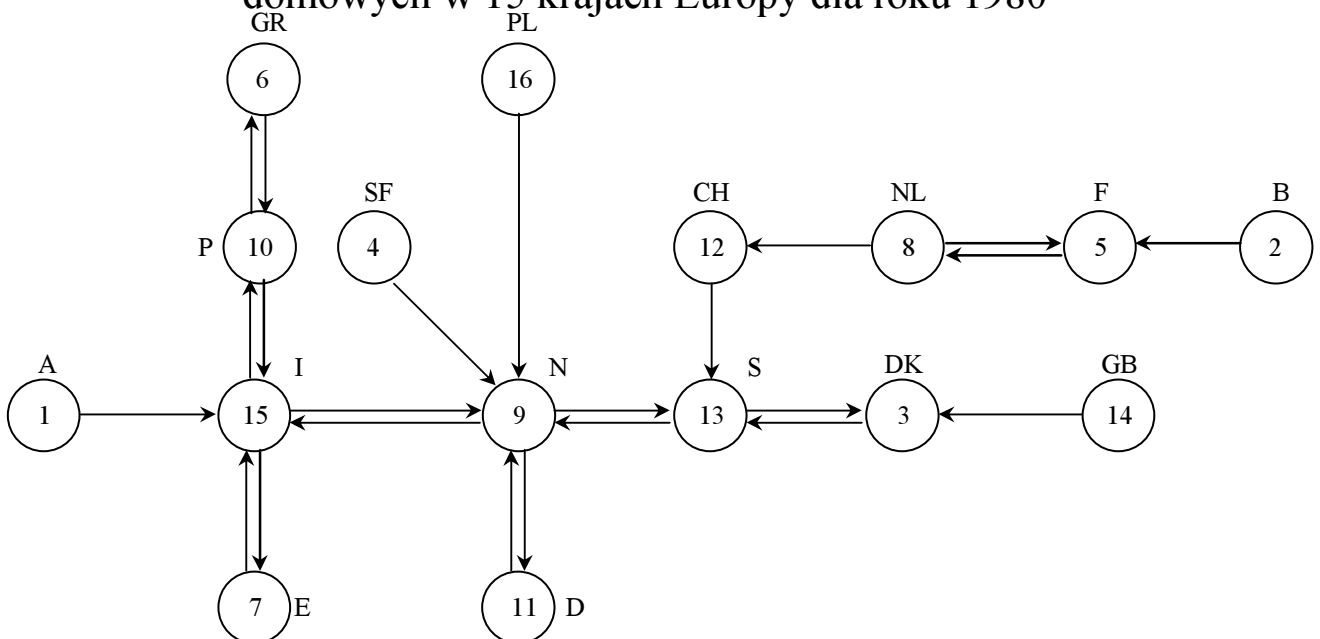 domowych w 15 krajach Europy dla roku 1980
GR PL
6 16
SF CH NL F B
P 10 4 12 8 5 2
A I N S DK GB
1 15 9 13 3 14
7 E 11 D